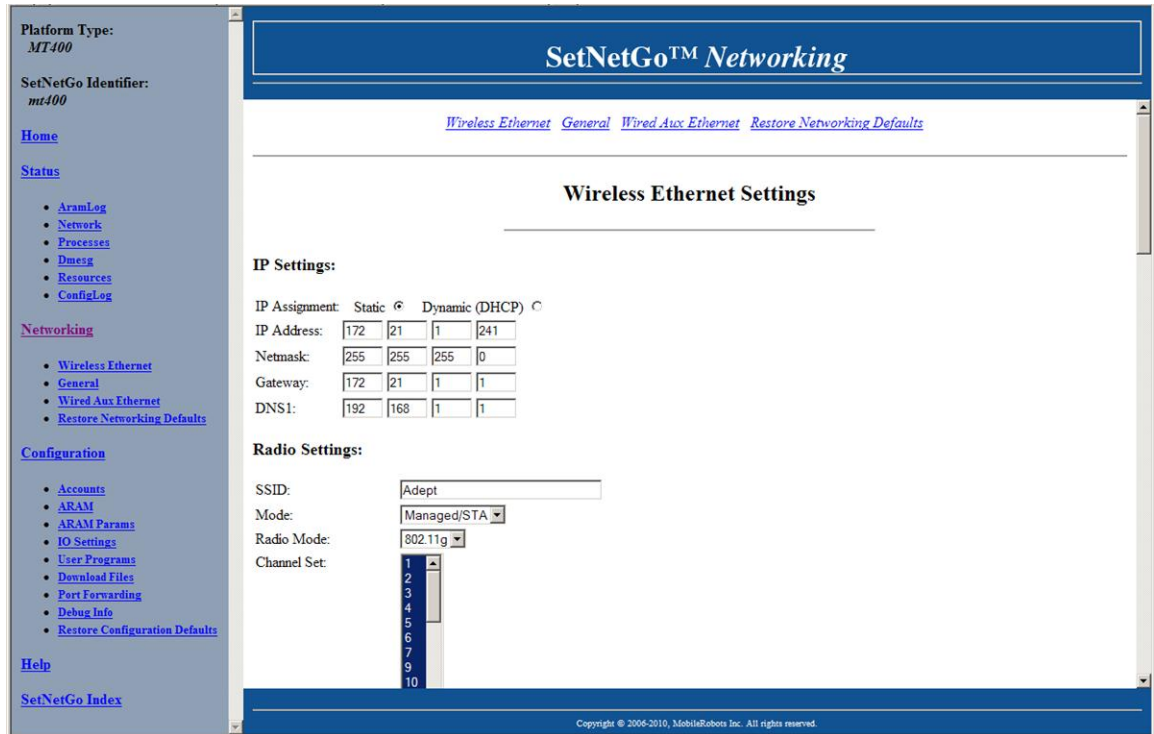 Platform Type:
MT400
SetNetGo Identifier:
mt400
Home
Status
AramLog
Network
Processes
Dmesg
Resources
ConfigLog
Networking
Wireless Ethernet
General
Wired Aux Ethernet
Restore Networking Defaults
Configuration
Accounts
ARAM
ARAM Params
IO Settings
User Programs
Download Files
Port Forwarding
Debug Info
Restore Configuration Defaults
Help
SetNetGo Index
SetNetGo™ Networking
Wireless Ethernet General Wired Aux Ethernet Restore Networking Defaults
Wireless Ethernet Settings
IP Settings:
IP Assignment: Static Dynamic (DHCP)
IP Address: 172 21 1 241
Netmask: 255 255 255 0
Gateway: 172 21 1 1
DNS1: 192 168 1 1
Radio Settings:
SSID: Adept
Mode: Managed/STA
Radio Mode: 802.11g
Channel Set: 1
2
3
4
5
6
7
9
10
Copyright © 2006-2010, MobileRobots Inc. All rights reserved.